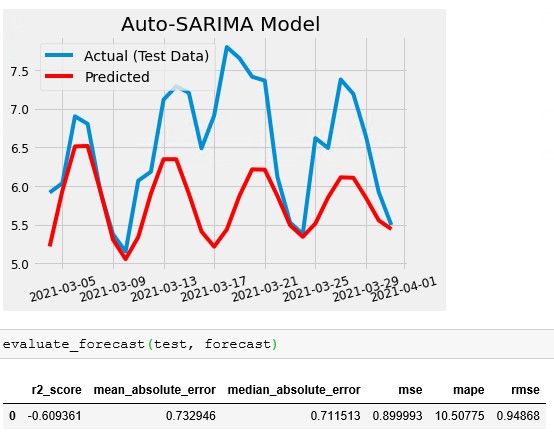 Auto-SARIMA Model
Actual (Test Data)
Predicted
7.5
7.0
6.5
6.0
5.5
5.0
2021-03-05 2021-03-09 2021-03-13 2021-03-17 2021-03-21 2021-03-25 2021-03-29 2021-04-01
evaluate_forecast(test, forecast)
r2_score mean_absolute_error median_absolute_error mse mape rmse
0 -0.609361 0.732946 0.711513 0.899993 10.50775 0.94868